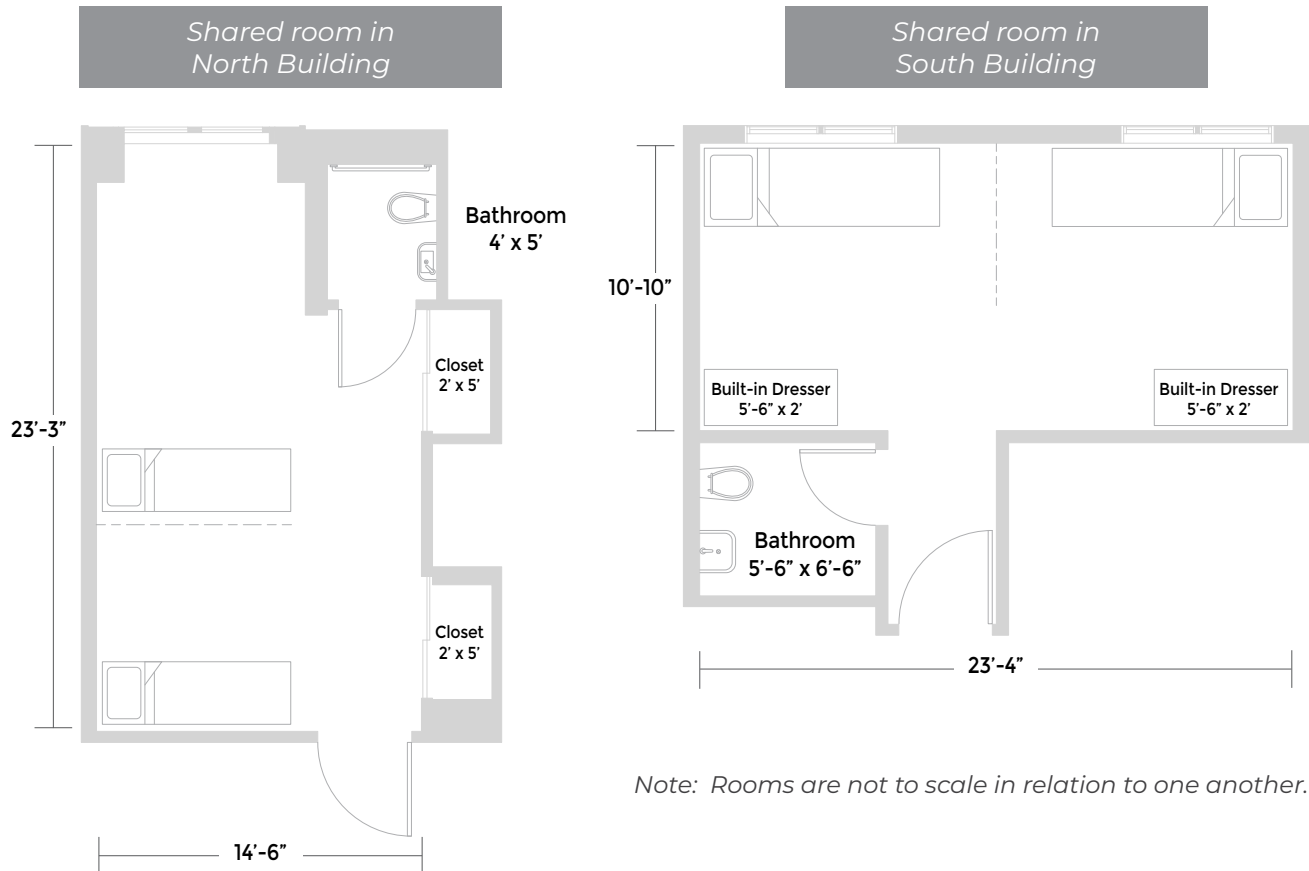 Shared room in
North Building
Bathroom
4’ x 5’
Closet
2’ x 5’
23’-3”
Closet
2’ x 5’
14’-6”
Shared room in
South Building
10’-10”
Built-in Dresser
5’-6” x 2’
Built-in Dresser
5’-6” x 2’
Bathroom
5’-6” x 6’-6”
23’-4”
Note:  Rooms are not to scale in relation to one another.